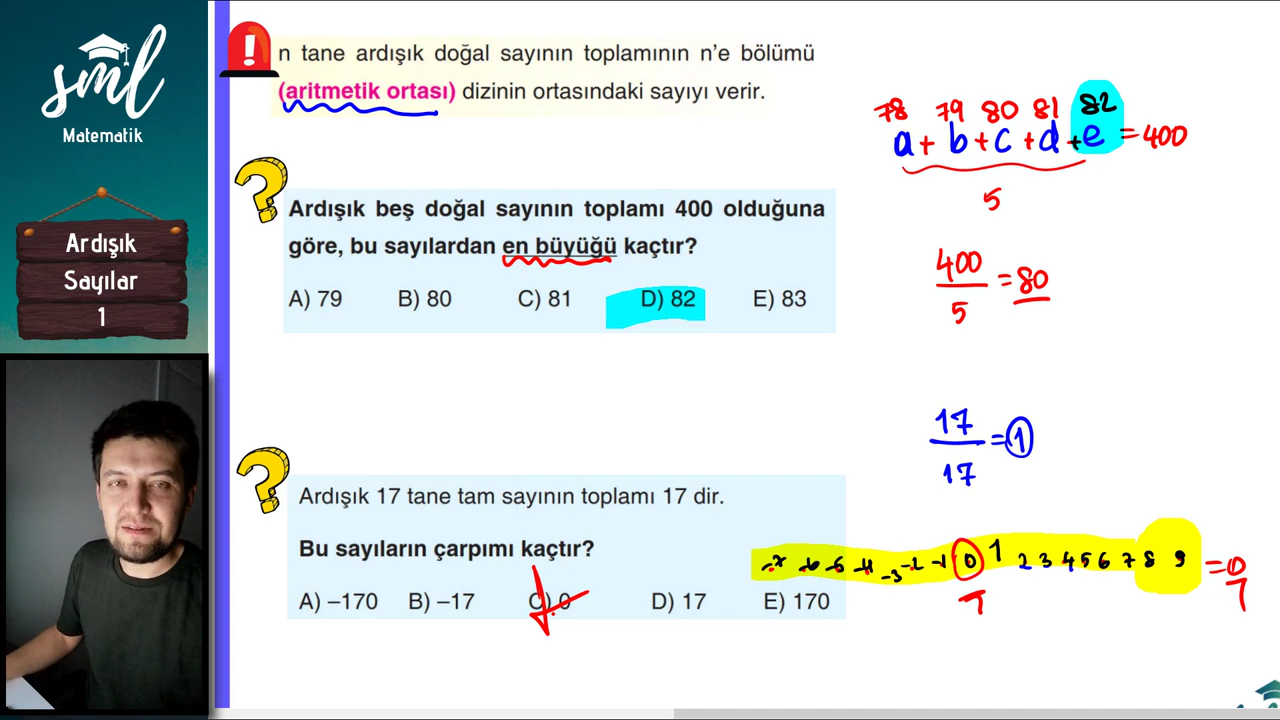 sml
Matematik
Ardışık
Sayılar
1
! n tane ardışık doğal sayının toplamının n'e bölümü
(aritmetik ortası) dizinin ortasındaki sayıyı verir.
? Ardışık beş doğal sayının toplamı 400 olduğuna
göre, bu sayılardan en büyüğü kaçtır?
A) 79 B) 80 C) 81 D) 82 E) 83
78 79 80 81 82
a + b + c + d + e = 400
5
400
5
= 80
17
17
= 1
? Ardışık 17 tane tam sayının toplamı 17 dir.
Bu sayıların çarpımı kaçtır?
A) –170 B) –17 C) 0 D) 17 E) 170
-7 -6 -5 -4 -3 -2 -1 0 1 2 3 4 5 6 7 8 9 = 0